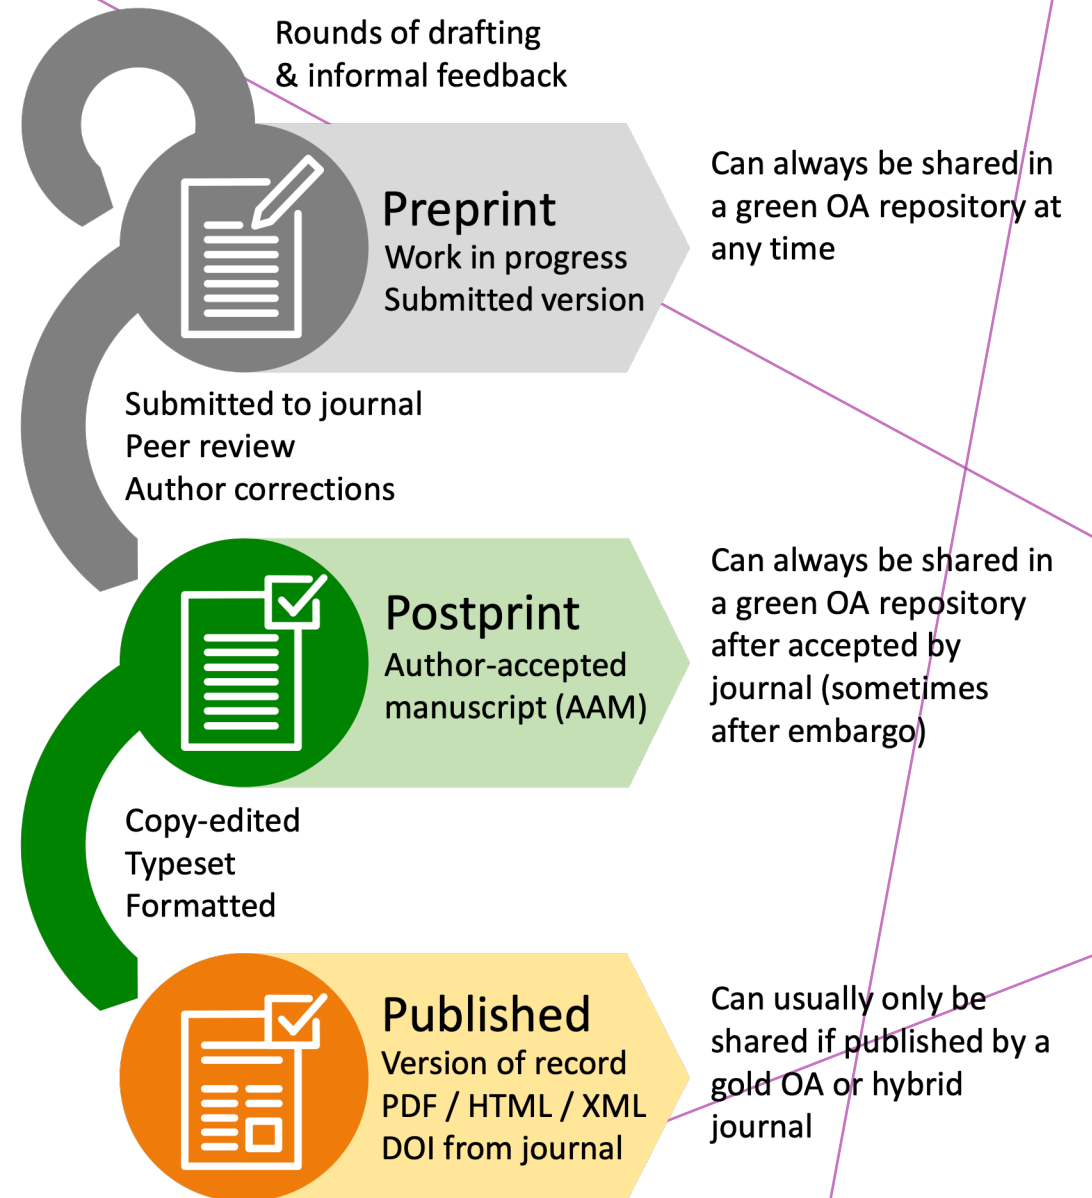 Rounds of drafting
& informal feedback
Preprint
Work in progress
Submitted version
Can always be shared in
a green OA repository at
any time
Submitted to journal
Peer review
Author corrections
Postprint
Author-accepted
manuscript (AAM)
Can always be shared in
a green OA repository
after accepted by
journal (sometimes
after embargo)
Copy-edited
Typeset
Formatted
Published
Version of record
PDF / HTML / XML
DOI from journal
Can usually only be
shared if published by a
gold OA or hybrid
journal